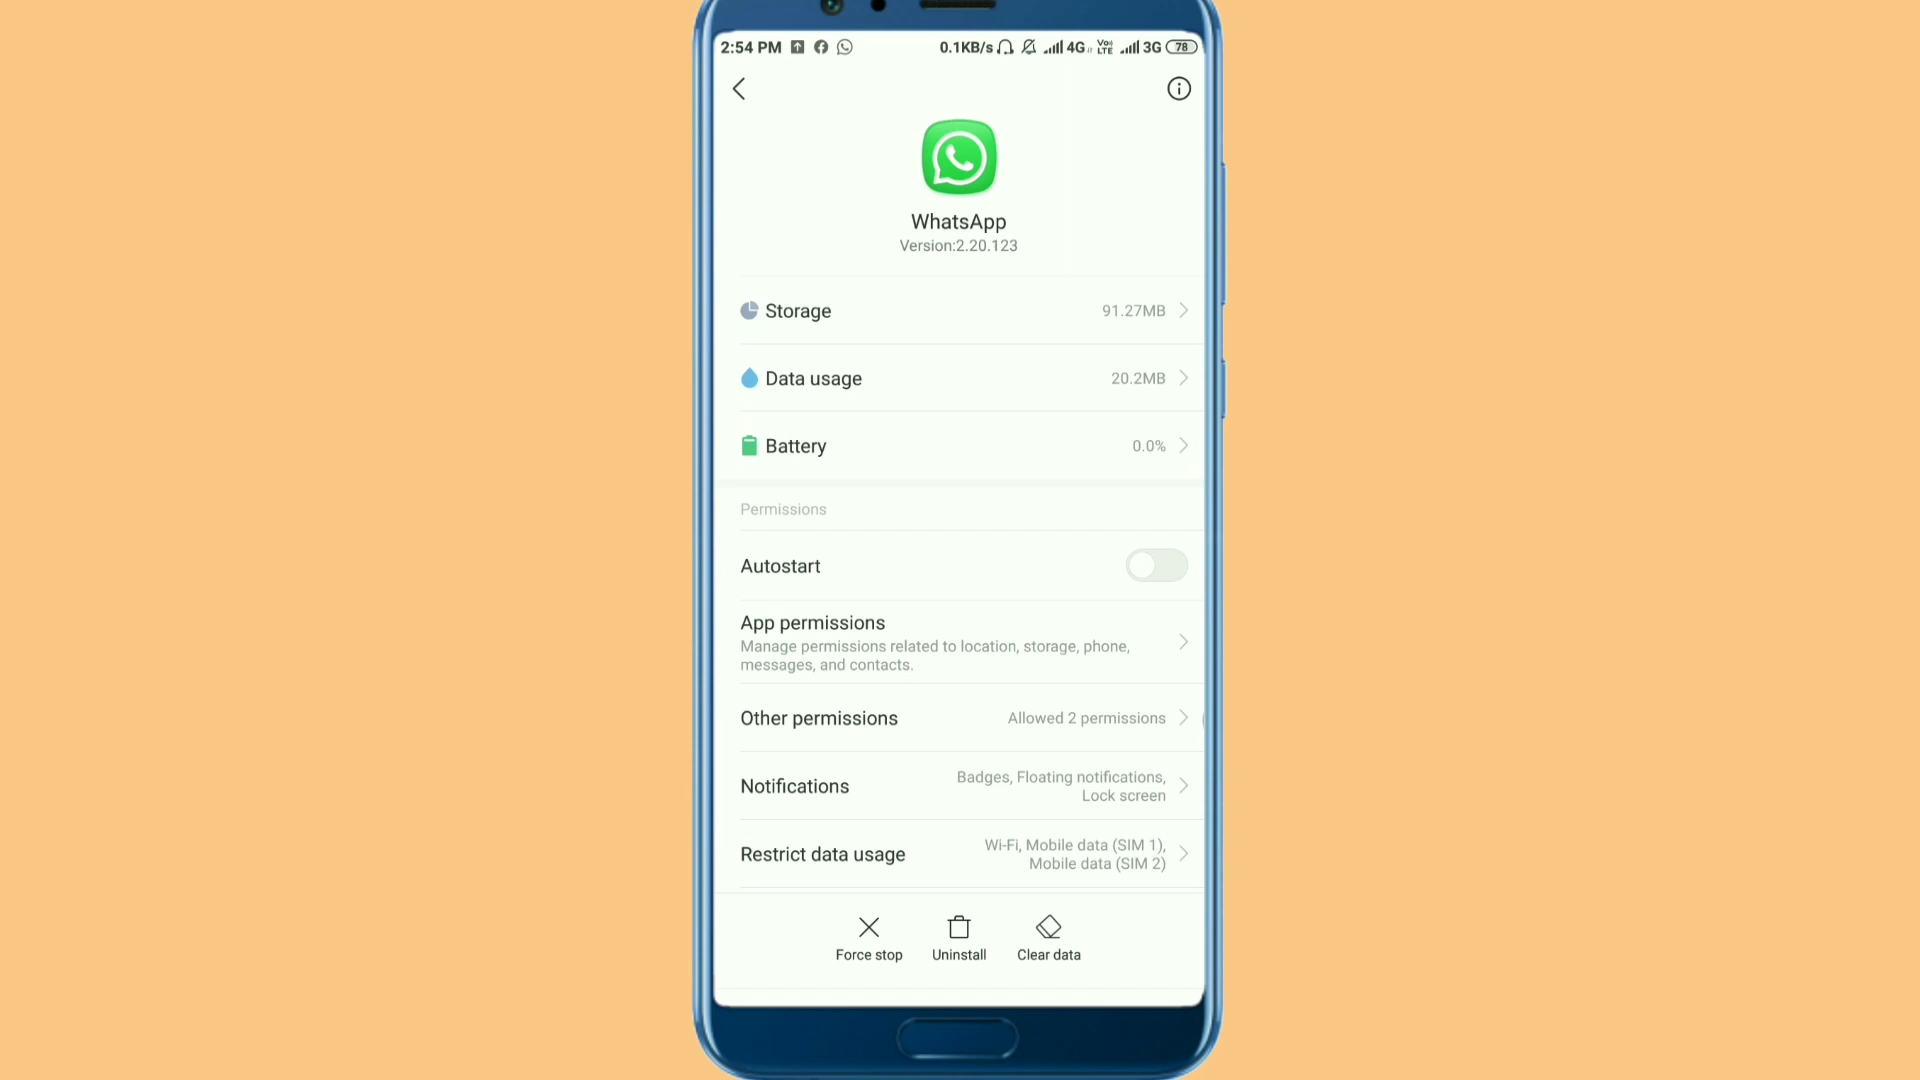 2:54 PM 0.1KB/s 4G Vo) LTE 3G 78
WhatsApp
Version:2.20.123
Storage 91.27MB
Data usage 20.2MB
Battery 0.0%
Permissions
Autostart
App permissions
Manage permissions related to location, storage, phone,
messages, and contacts.
Other permissions Allowed 2 permissions
Notifications Badges, Floating notifications,
Lock screen
Restrict data usage Wi-Fi, Mobile data (SIM 1),
Mobile data (SIM 2)
Force stop Uninstall Clear data